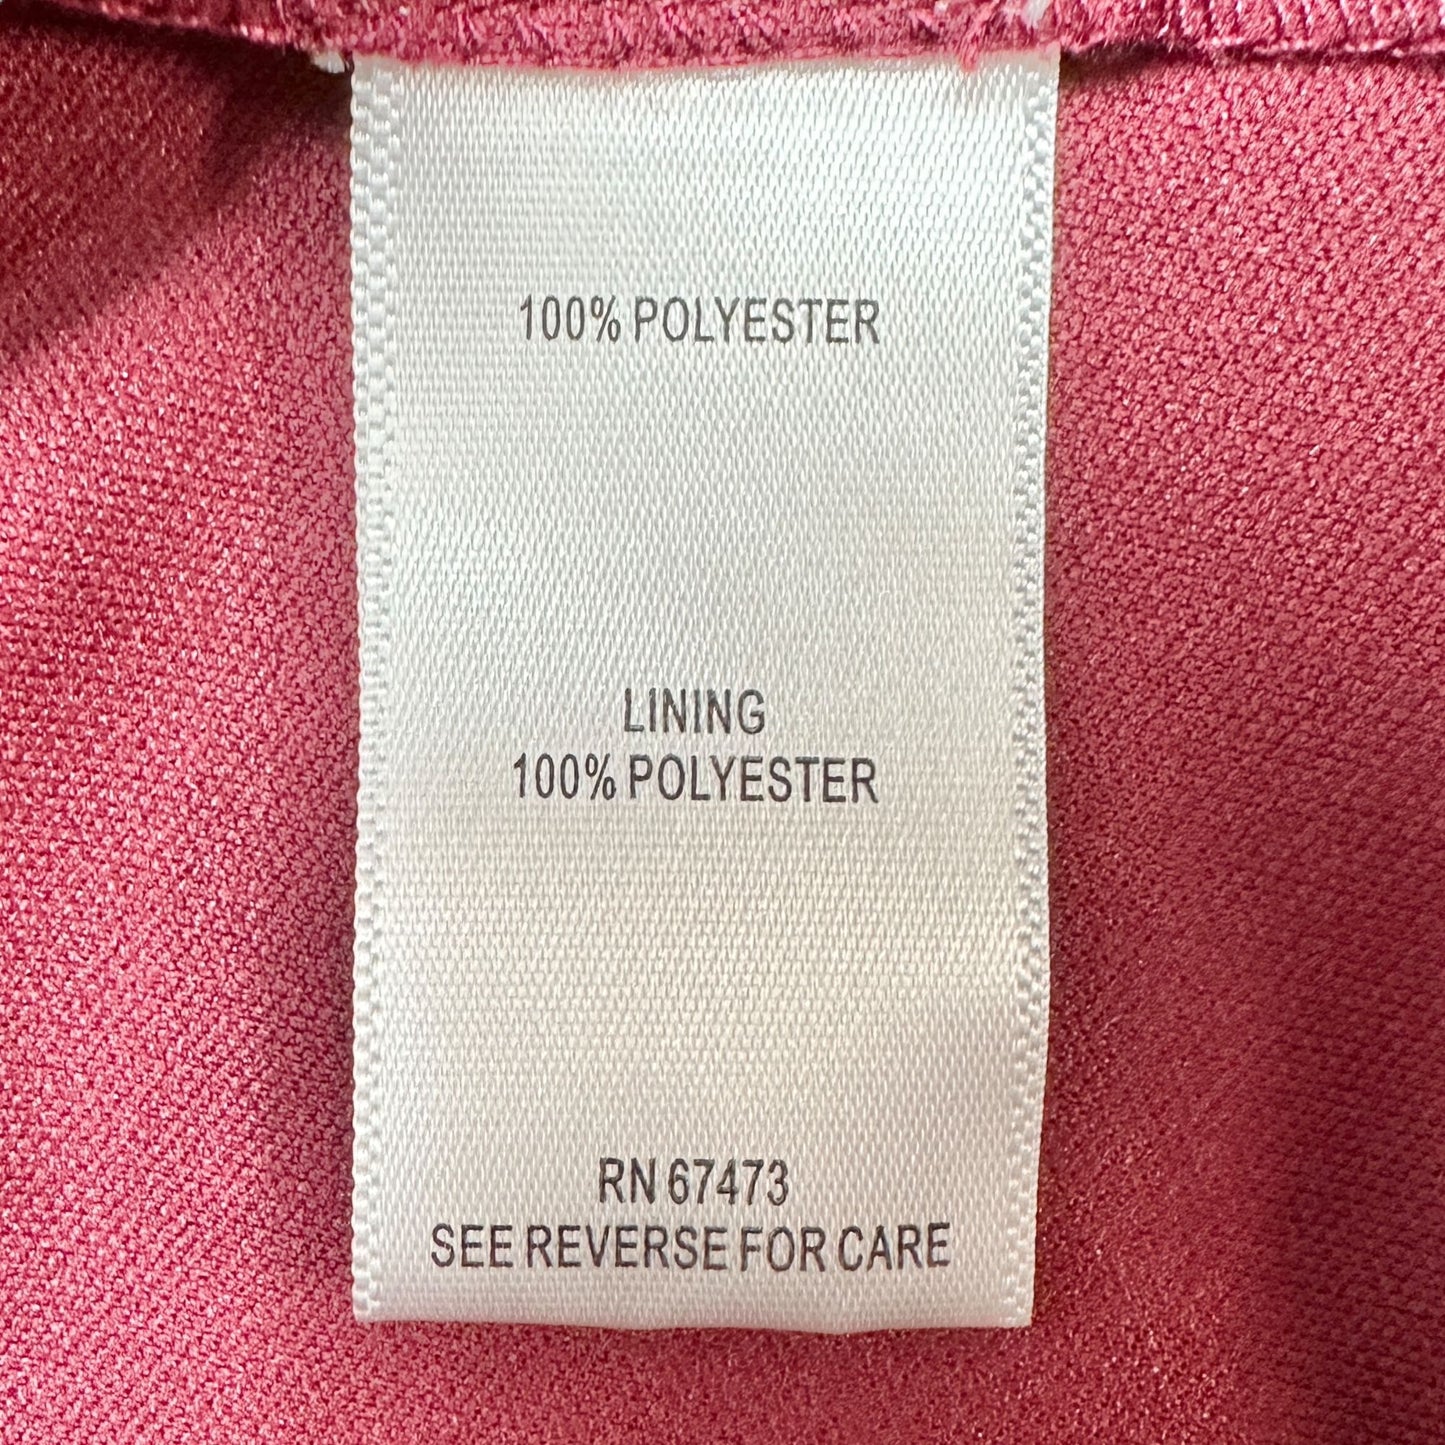 100% POLYESTER
LINING
100% POLYESTER
RN 67473
SEE REVERSE FOR CARE